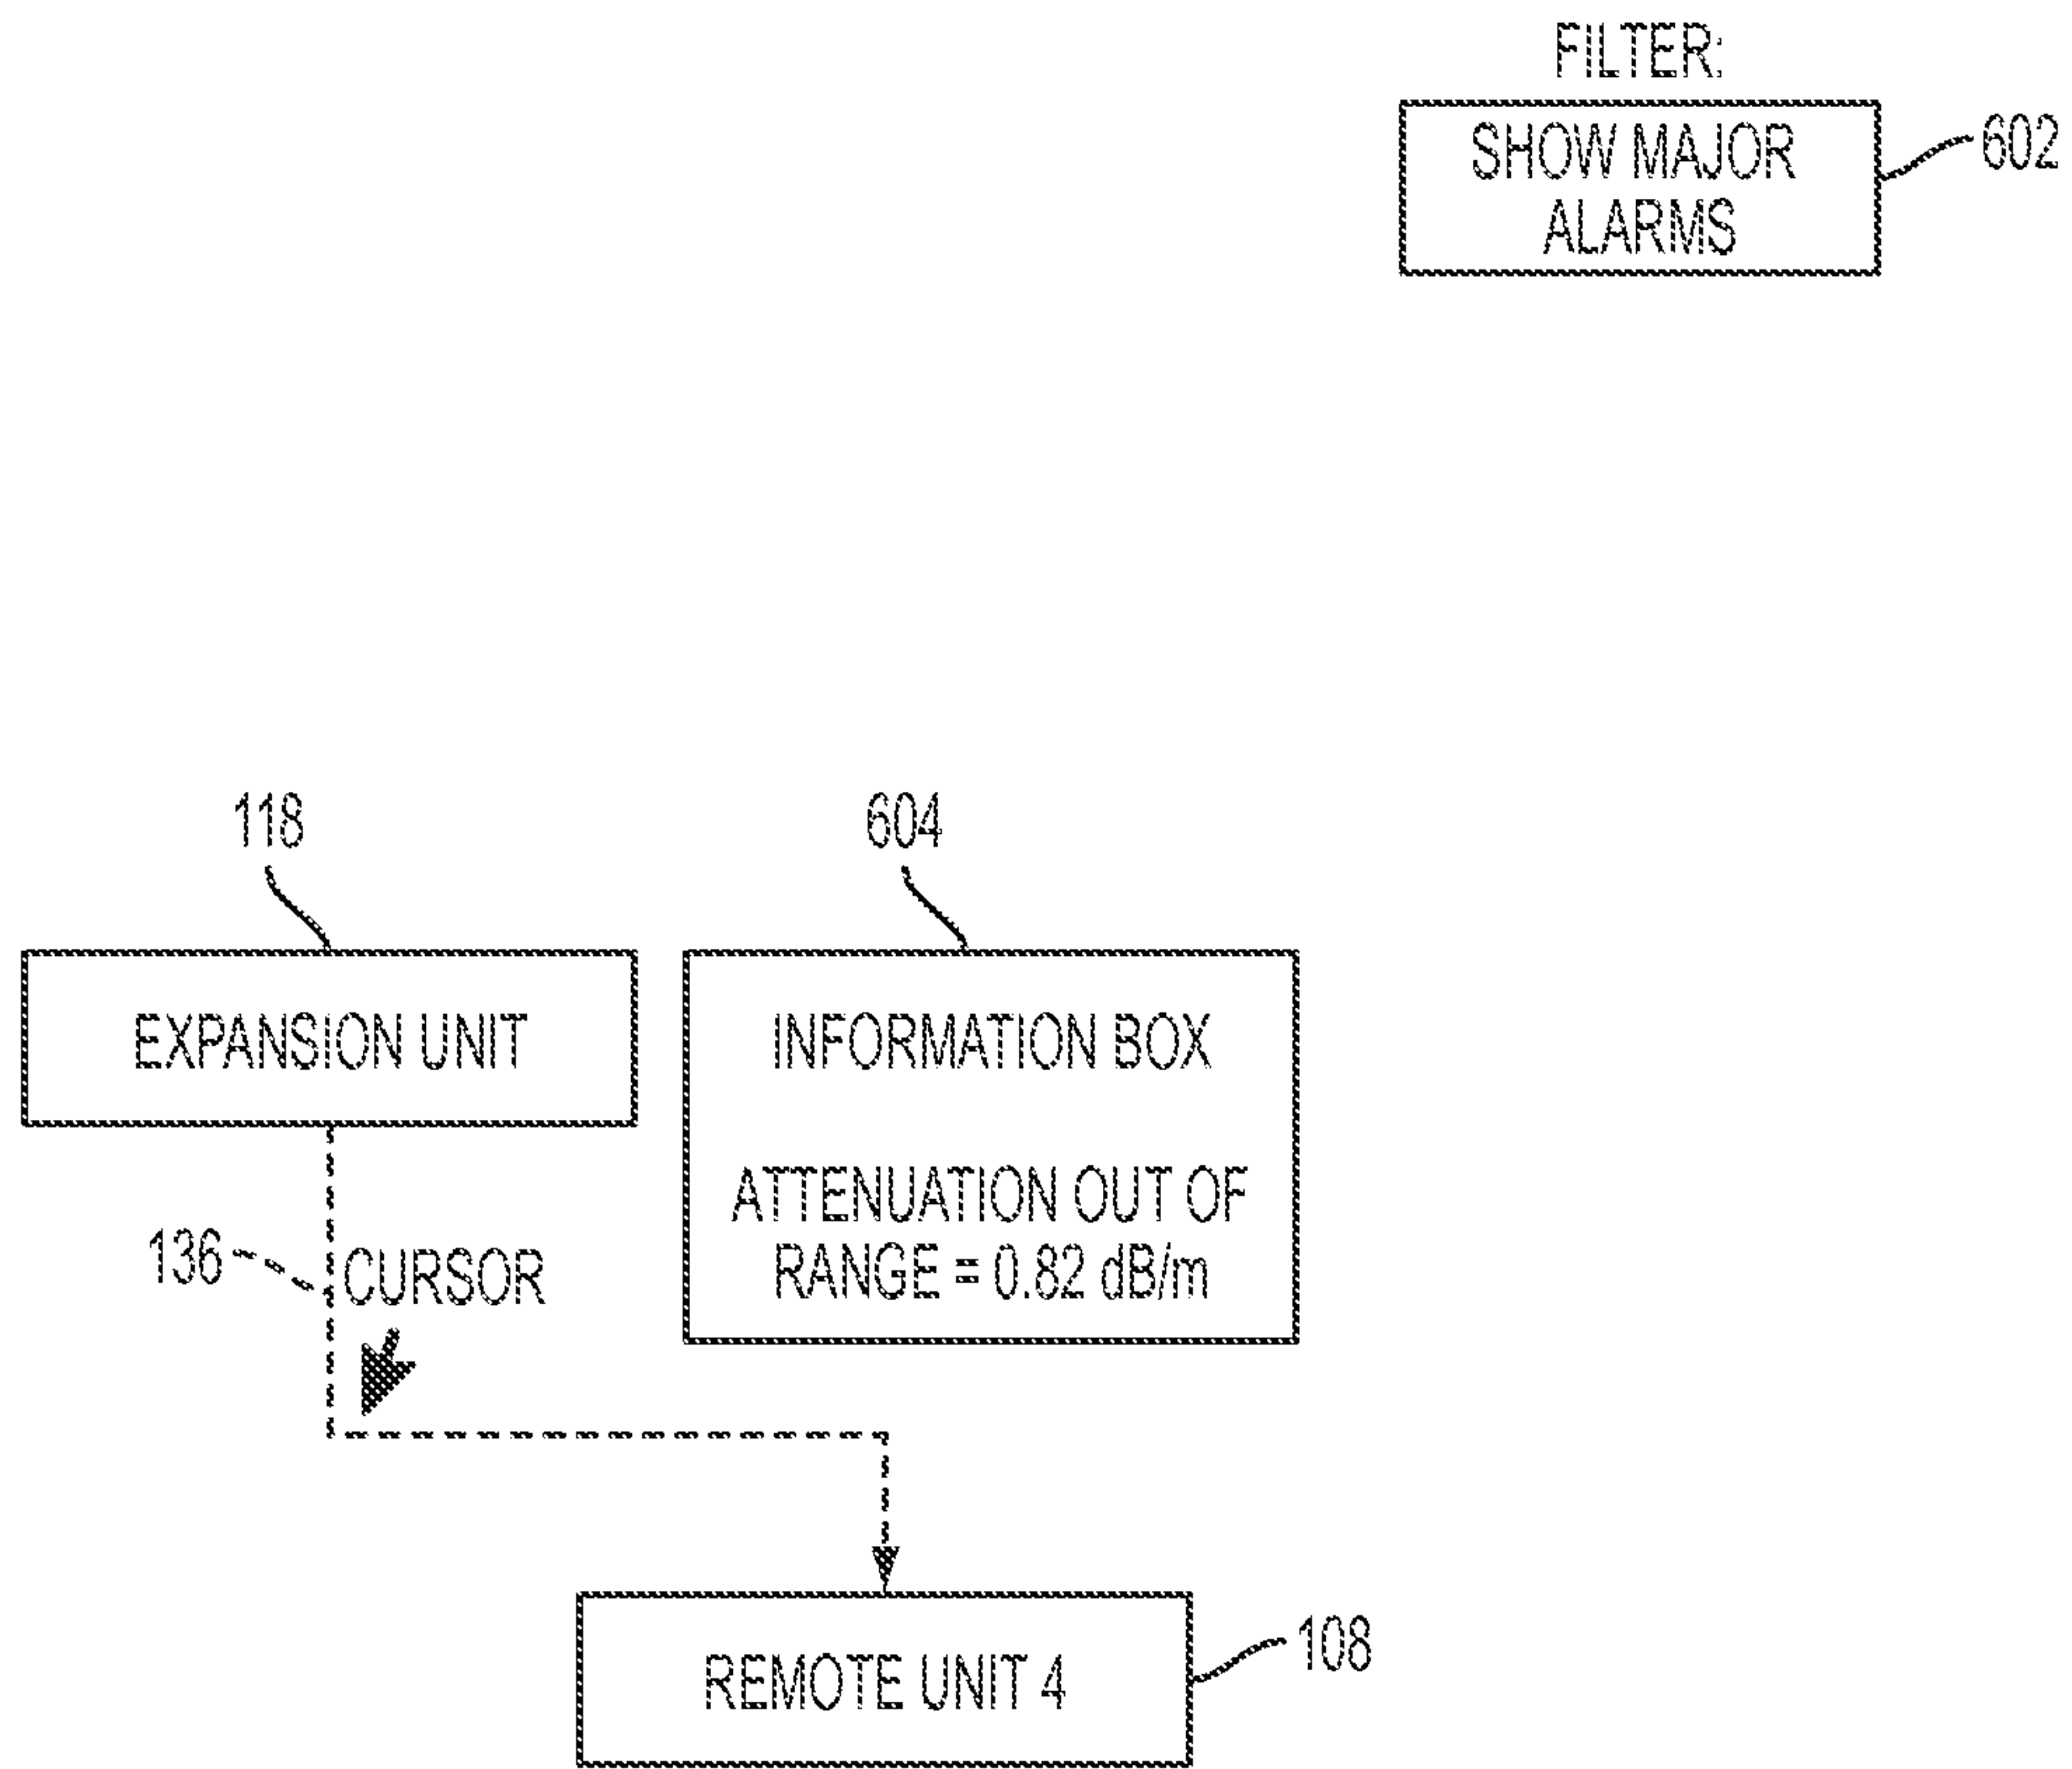 FILTER:
SHOW MAJOR
ALARMS
602
118
604
EXPANSION UNIT
INFORMATION BOX
ATTENUATION OUT OF
RANGE = 0.82 dB/m
136
CURSOR
REMOTE UNIT 4
108